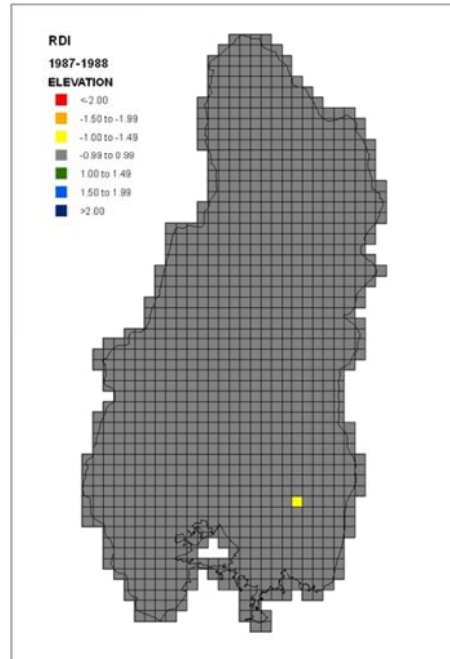 RDI
1987-1988
ELEVATION
<-2.00
-1.50 to -1.99
-1.00 to -1.49
-0.99 to 0.99
1.00 to 1.49
1.50 to 1.99
>2.00